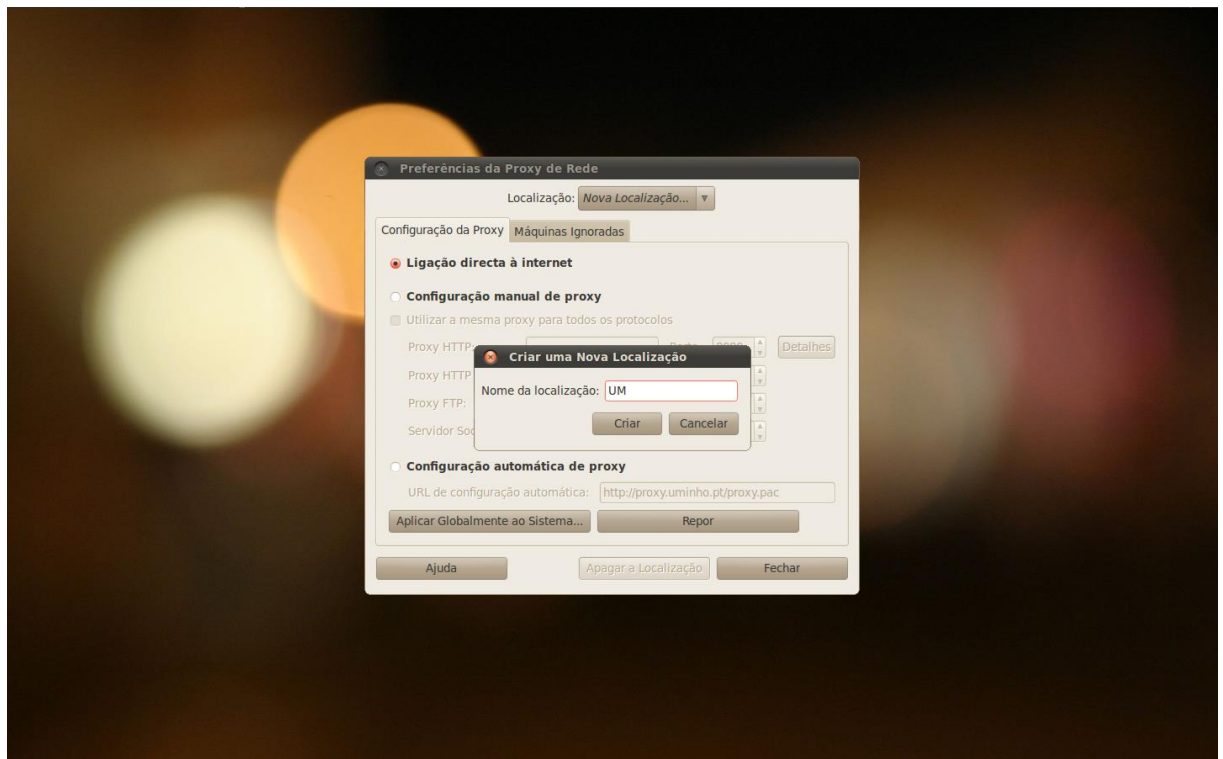 Preferências da Proxy de Rede
Localização: Nova Localização...
Configuração da Proxy Máquinas Ignoradas
Ligação directa à internet
Configuração manual de proxy
Utilizar a mesma proxy para todos os protocolos
Proxy HTTP: Detalhes
Criar uma Nova Localização
Proxy HTTP
Nome da localização: UM
Proxy FTP:
Criar Cancelar
Servidor
Configuração automática de proxy
URL de configuração automática: http://proxy.uminho.pt/proxy.pac
Aplicar Globalmente ao Sistema... Repor
Ajuda Apagar a Localização Fechar